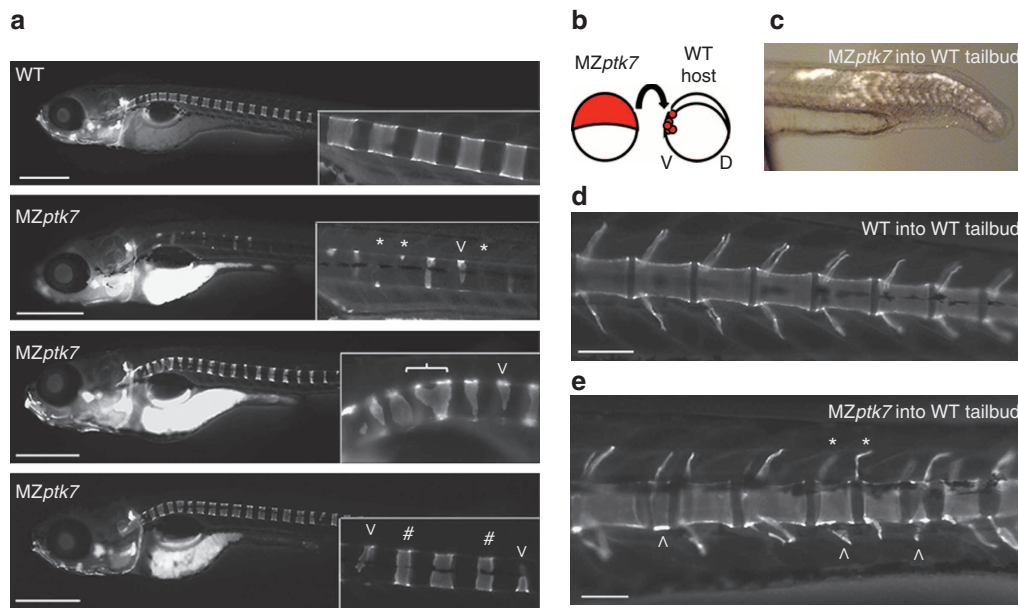 a
WT
MZptk7
* * V *
MZptk7
V
MZptk7
V # # V
b
MZptk7 WT
host
V D
c
MZptk7 into WT tailbud
d
WT into WT tailbud
e
MZptk7 into WT tailbud
* *
^ ^ ^